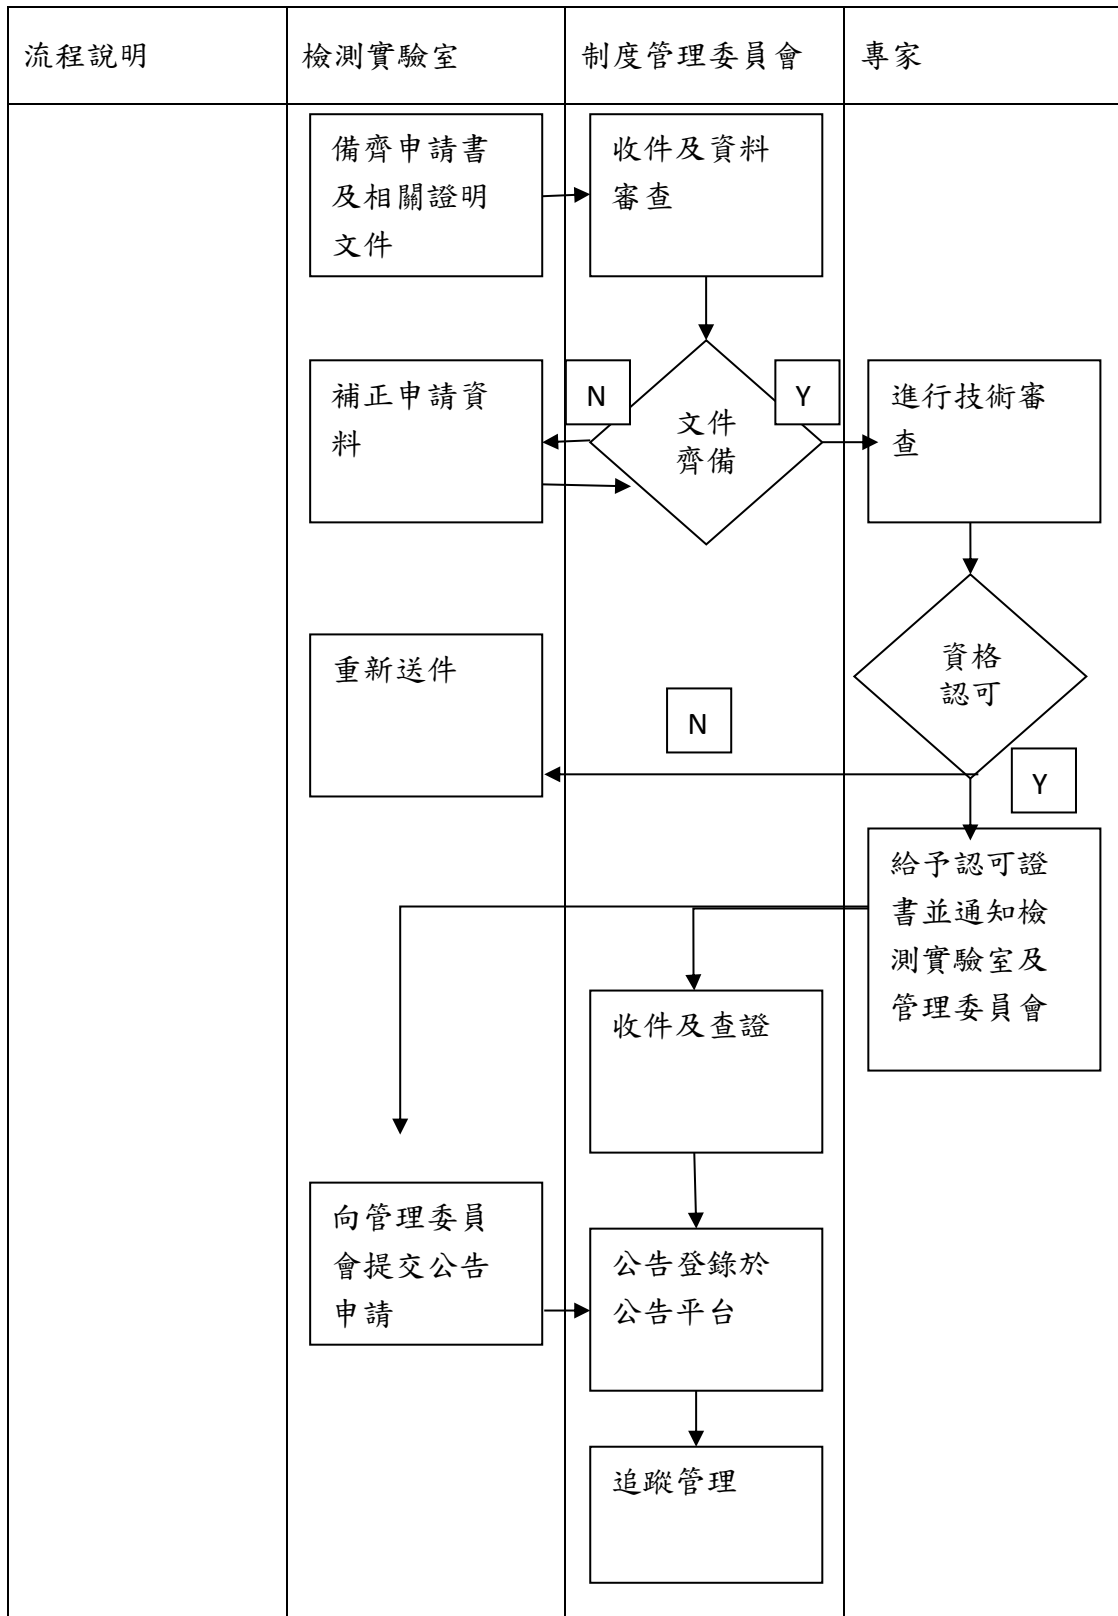 流程說明
檢測實驗室
制度管理委員會
專家
備齊申請書
及相關證明
文件
收件及資料
審查
補正申請資
料
N
文件
齊備
Y
進行技術審
查
重新送件
N
資格
認可
Y
給予認可證
書並通知檢
測實驗室及
管理委員會
收件及查證
向管理委員
會提交公告
申請
公告登錄於
公告平台
追蹤管理